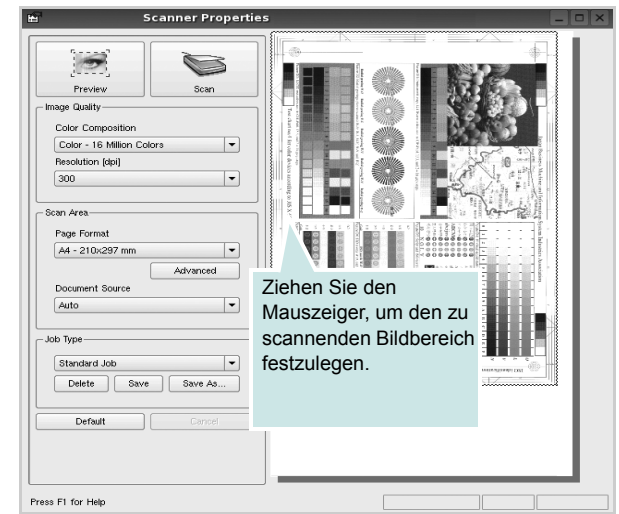 Scanner Properties
Preview
Scan
Image Quality
Color Composition
Color - 16 Million Colors
Resolution [dpi]
300
Scan Area
Page Format
A4 - 210x297 mm
Advanced
Document Source
Auto
Job Type
Standard Job
Delete
Save
Save As...
Default
Cancel
Press F1 for Help
Ziehen Sie den
Mauszeiger, um den zu
scannenden Bildbereich
festzulegen.